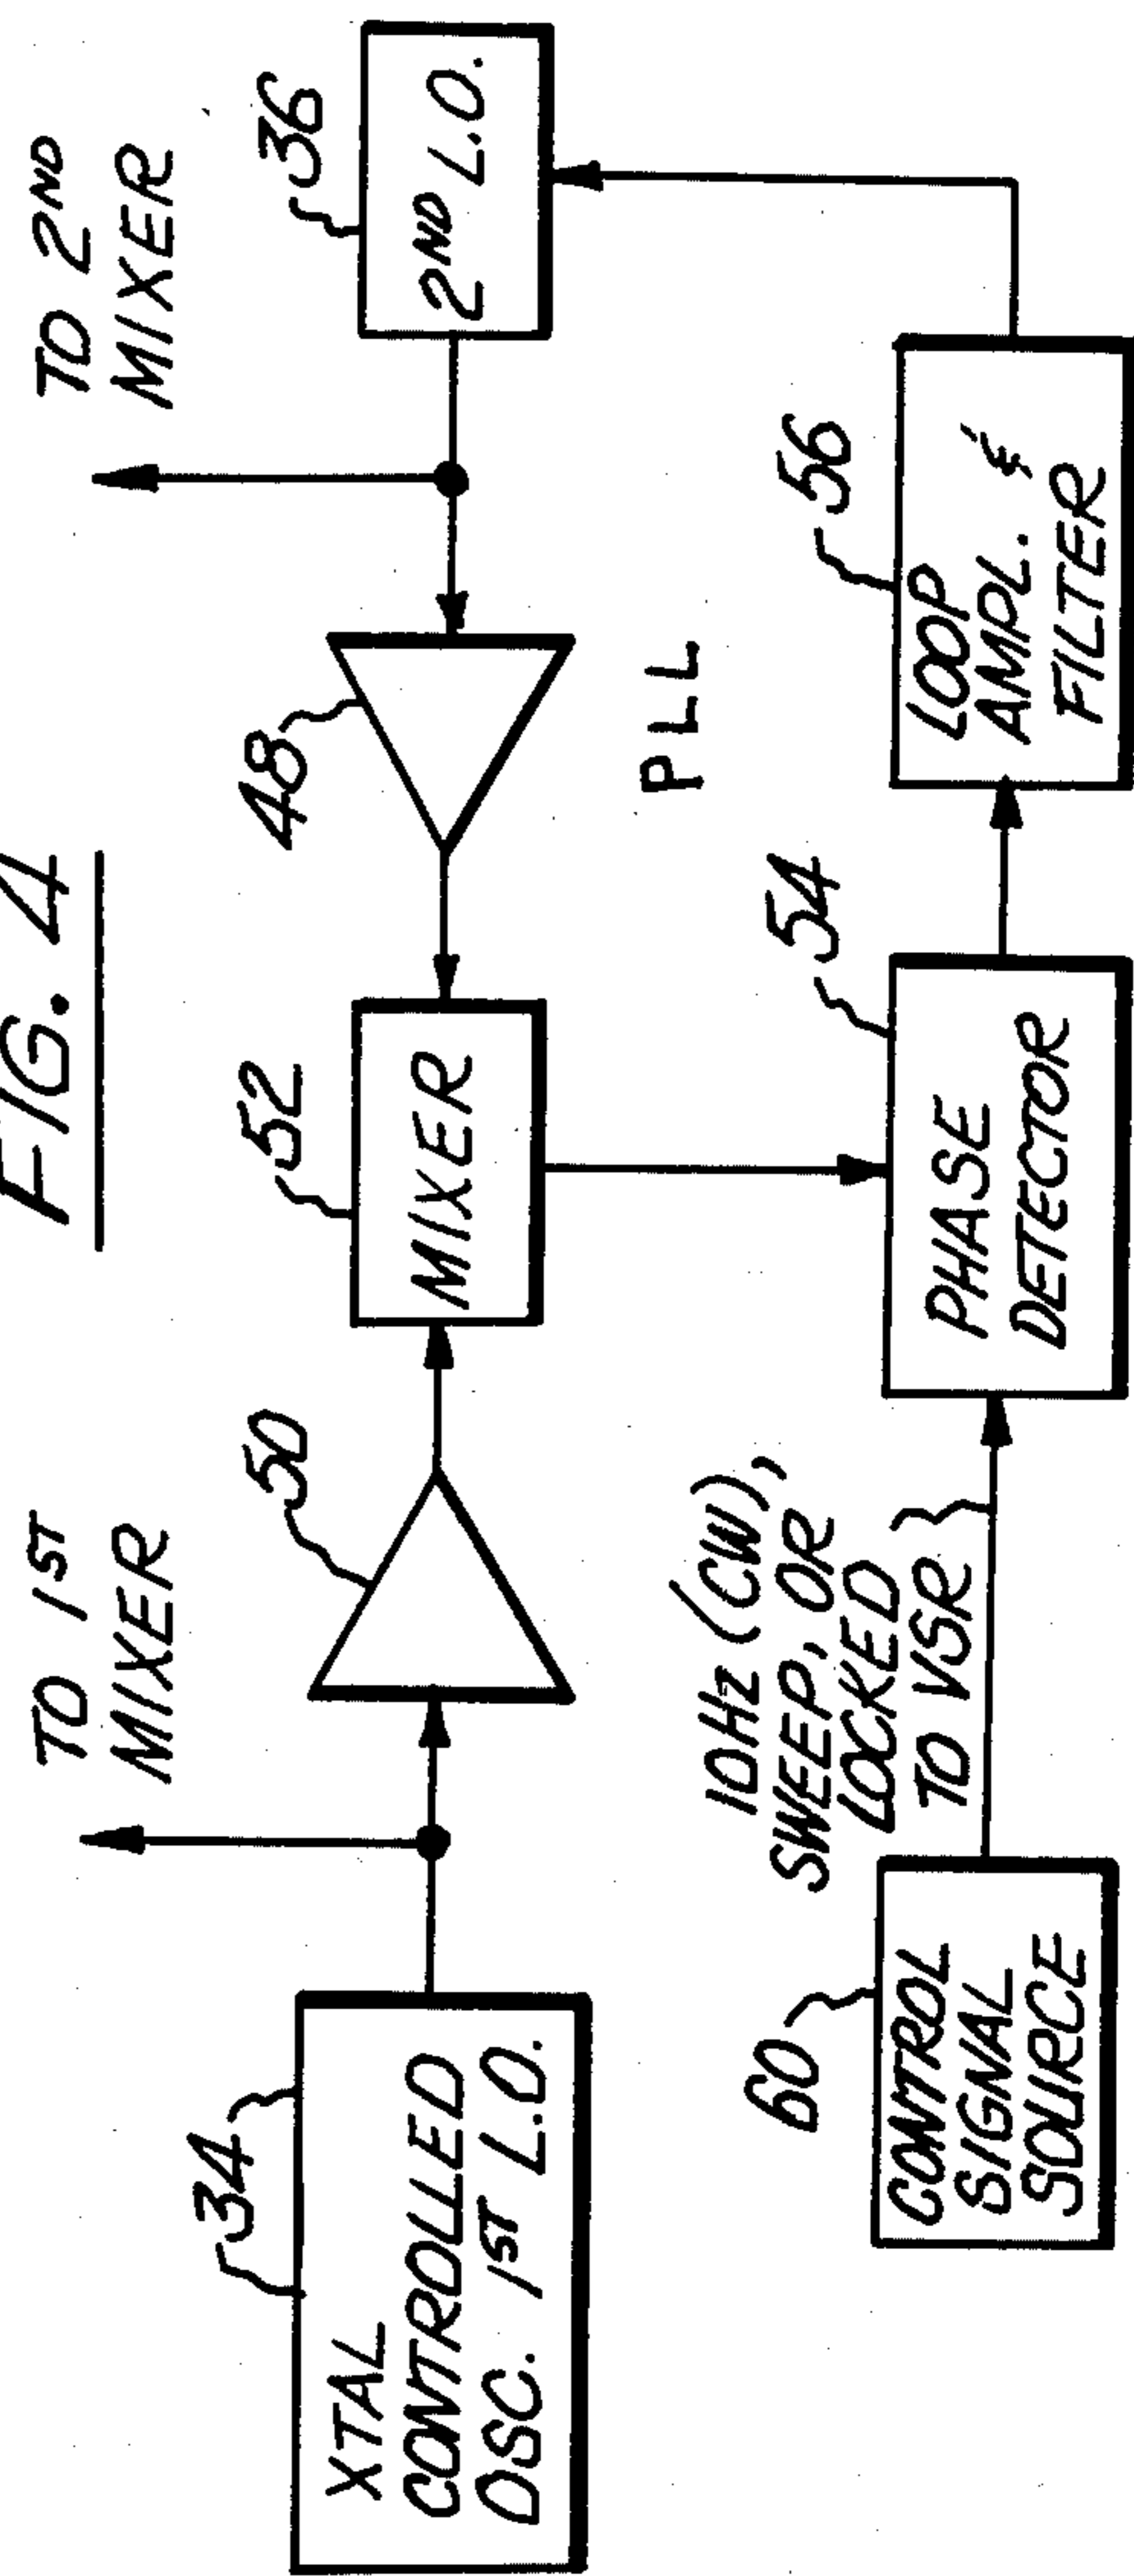 FIG. 4
TO 1ST
MIXER
TO 2ND
MIXER
34
XTAL
CONTROLLED
OSC. 1ST L.O.
50
52
MIXER
48
36
2ND L.O.
PLL
60
CONTROL
SIGNAL
SOURCE
10Hz (CW),
SWEEP, OR
LOCKED
TO VSR
54
PHASE
DETECTOR
56
LOOP
AMPL. &
FILTER